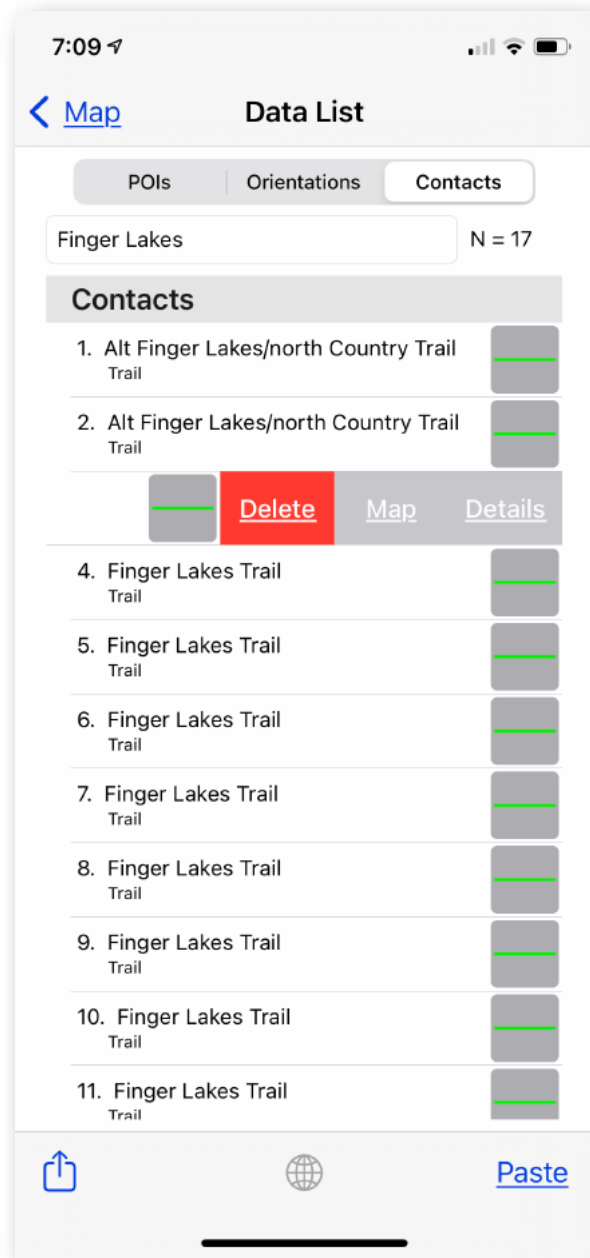 7:09
Map
Data List
POIs
Orientations
Contacts
Finger Lakes
N = 17
Contacts
1. Alt Finger Lakes/north Country Trail
Trail
2. Alt Finger Lakes/north Country Trail
Trail
Delete
Map
Details
4. Finger Lakes Trail
Trail
5. Finger Lakes Trail
Trail
6. Finger Lakes Trail
Trail
7. Finger Lakes Trail
Trail
8. Finger Lakes Trail
Trail
9. Finger Lakes Trail
Trail
10. Finger Lakes Trail
Trail
11. Finger Lakes Trail
Trail
Paste